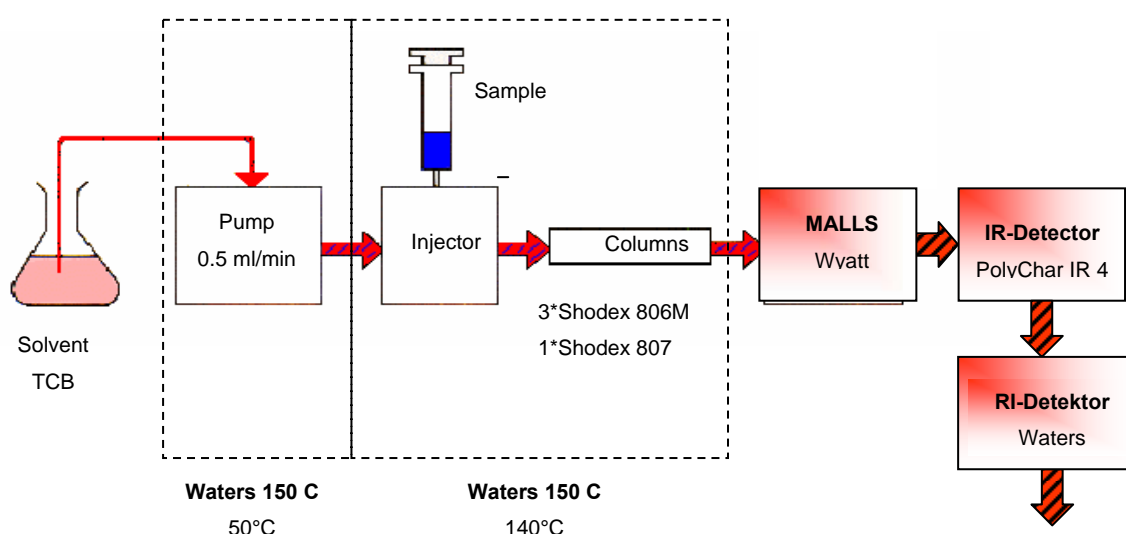 Sample
Pump
0.5 ml/min
Injector
Columns
MALLS
Wyatt
IR-Detector
PolyChar IR 4
3*Shodex 806M
1*Shodex 807
Solvent
TCB
RI-Detektor
Waters
Waters 150 C
50°C
Waters 150 C
140°C